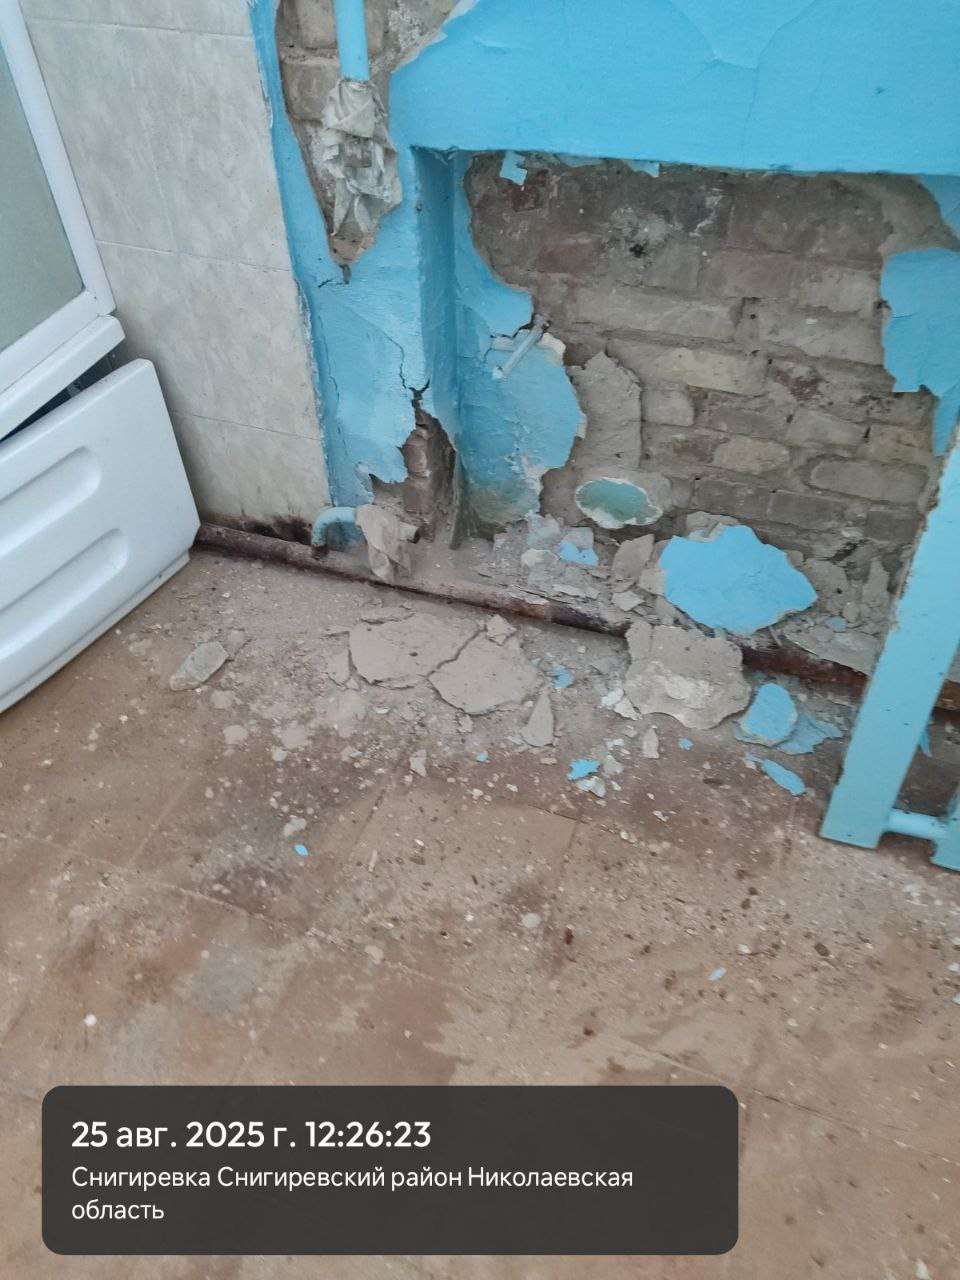 25 авг. 2025 г. 12:26:23
Снигиревка Снигиревский район Николаевская
область